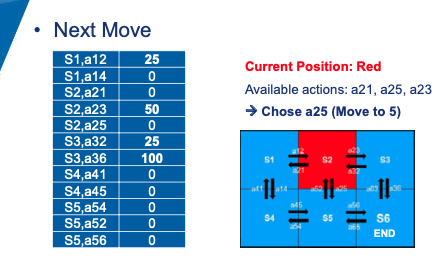 • Next Move
S1,a12 25
S1,a14 0
S2,a21 0
S2,a23 50
S2,a25 0
S3,a32 25
S3,a36 100
S4,a41 0
S4,a45 0
S5,a54 0
S5,a52 0
S5,a56 0
Current Position: Red
Available actions: a21, a25, a23
→ Chose a25 (Move to 5)
a12 a23
S1 S2 S3
a21 a32
a41 a14 a52 a25 a36
a45 a56
S4 S5 S6
a54
END